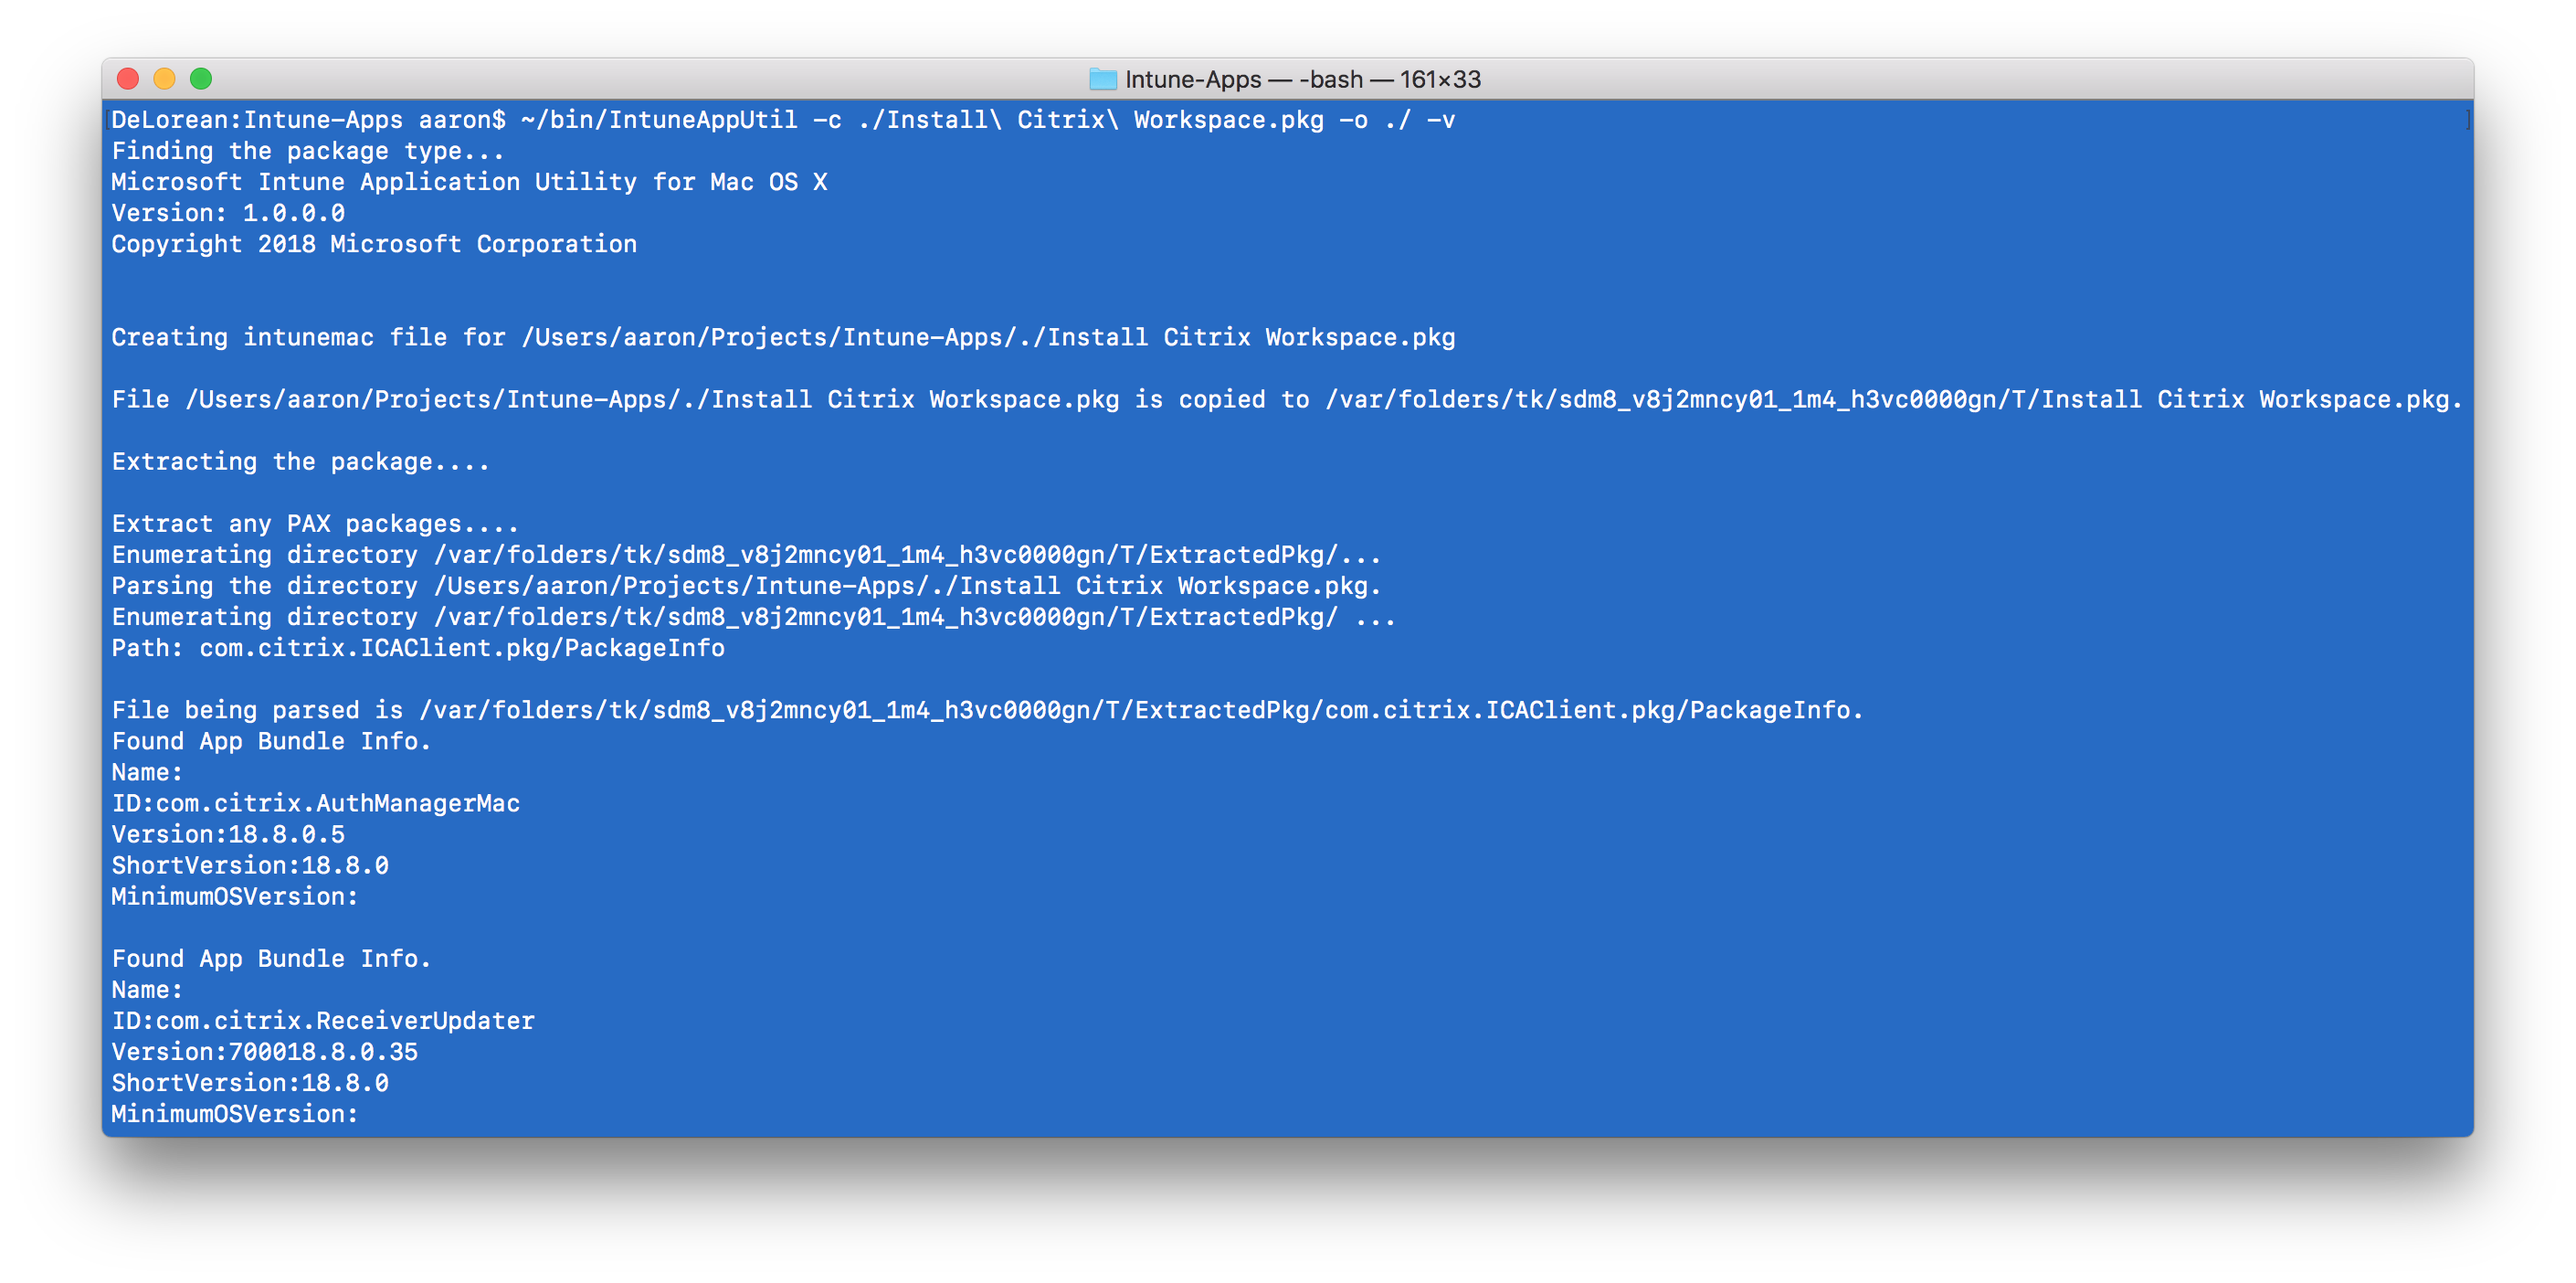 Intune-Apps — -bash — 161×33
DeLorean:Intune-Apps aaron$ ~/bin/IntuneAppUtil -c ./Install\ Citrix\ Workspace.pkg -o ./ -v
Finding the package type...
Microsoft Intune Application Utility for Mac OS X
Version: 1.0.0.0
Copyright 2018 Microsoft Corporation
Creating intunemac file for /Users/aaron/Projects/Intune-Apps/./Install Citrix Workspace.pkg
File /Users/aaron/Projects/Intune-Apps/./Install Citrix Workspace.pkg is copied to /var/folders/tk/sdm8_v8j2mncy01_1m4_h3vc0000gn/T/Install Citrix Workspace.pkg.
Extracting the package....
Extract any PAX packages....
Enumerating directory /var/folders/tk/sdm8_v8j2mncy01_1m4_h3vc0000gn/T/ExtractedPkg/...
Parsing the directory /Users/aaron/Projects/Intune-Apps/./Install Citrix Workspace.pkg.
Enumerating directory /var/folders/tk/sdm8_v8j2mncy01_1m4_h3vc0000gn/T/ExtractedPkg/ ...
Path: com.citrix.ICAClient.pkg/PackageInfo
File being parsed is /var/folders/tk/sdm8_v8j2mncy01_1m4_h3vc0000gn/T/ExtractedPkg/com.citrix.ICAClient.pkg/PackageInfo.
Found App Bundle Info.
Name:
ID:com.citrix.AuthManagerMac
Version:18.8.0.5
ShortVersion:18.8.0
MinimumOSVersion:
Found App Bundle Info.
Name:
ID:com.citrix.ReceiverUpdater
Version:700018.8.0.35
ShortVersion:18.8.0
MinimumOSVersion: